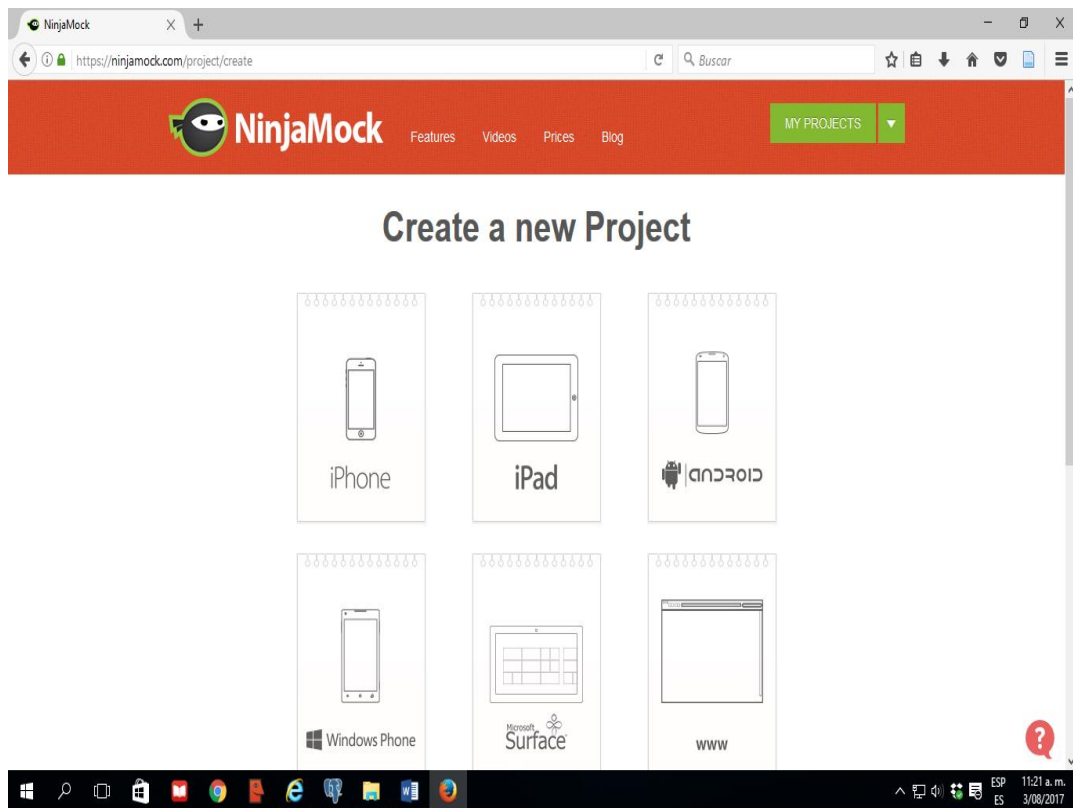 NinjaMock
https://ninjamock.com/project/create
Buscar
NinjaMock
Features Videos Prices Blog
MY PROJECTS
Create a new Project
iPhone
iPad
ANDROID
Windows Phone
Microsoft
Surface
www
?
ESP
ES
11:21 a. m.
3/08/2017